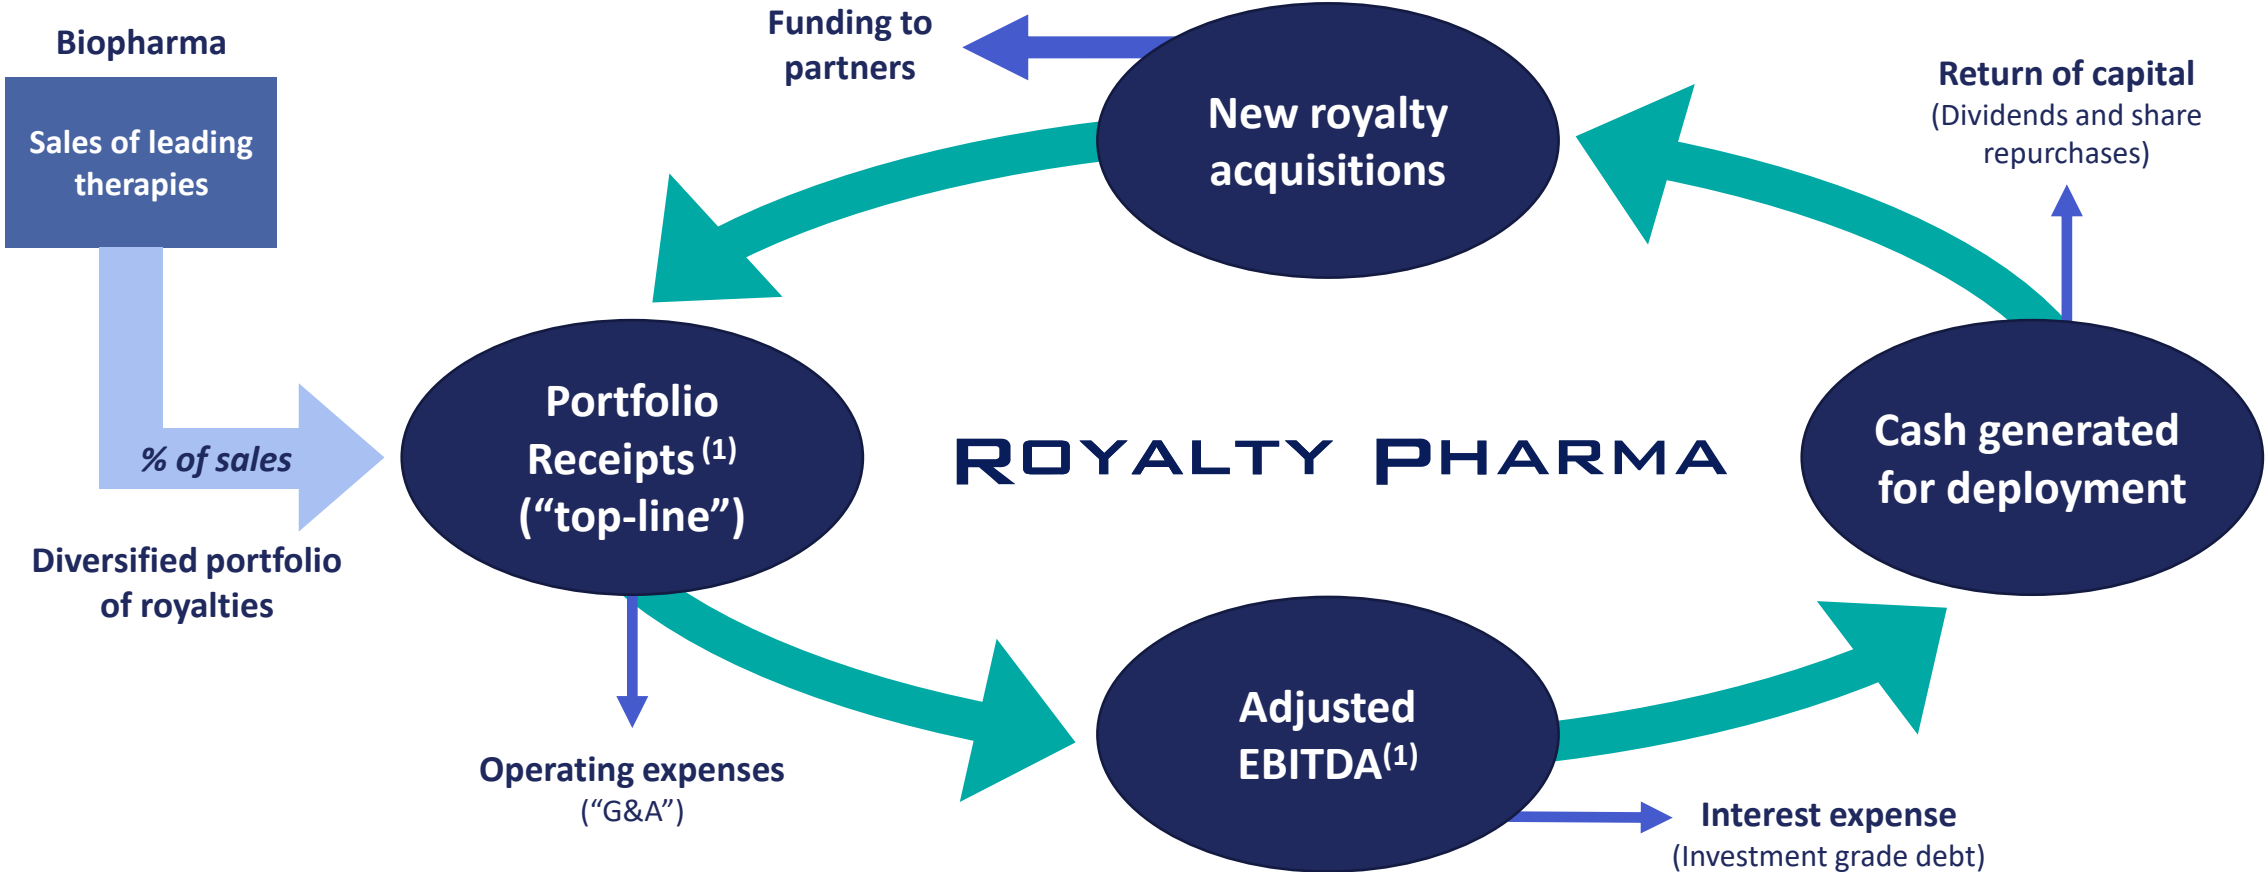 Biopharma
Sales of leading
therapies
% of sales
Diversified portfolio
of royalties
Funding to
partners
New royalty
acquisitions
Return of capital
(Dividends and share
repurchases)
Portfolio
Receipts (1)
(“top-line”)
ROYALTY PHARMA
Cash generated
for deployment
Operating expenses
(“G&A”)
Adjusted
EBITDA(1)
Interest expense
(Investment grade debt)